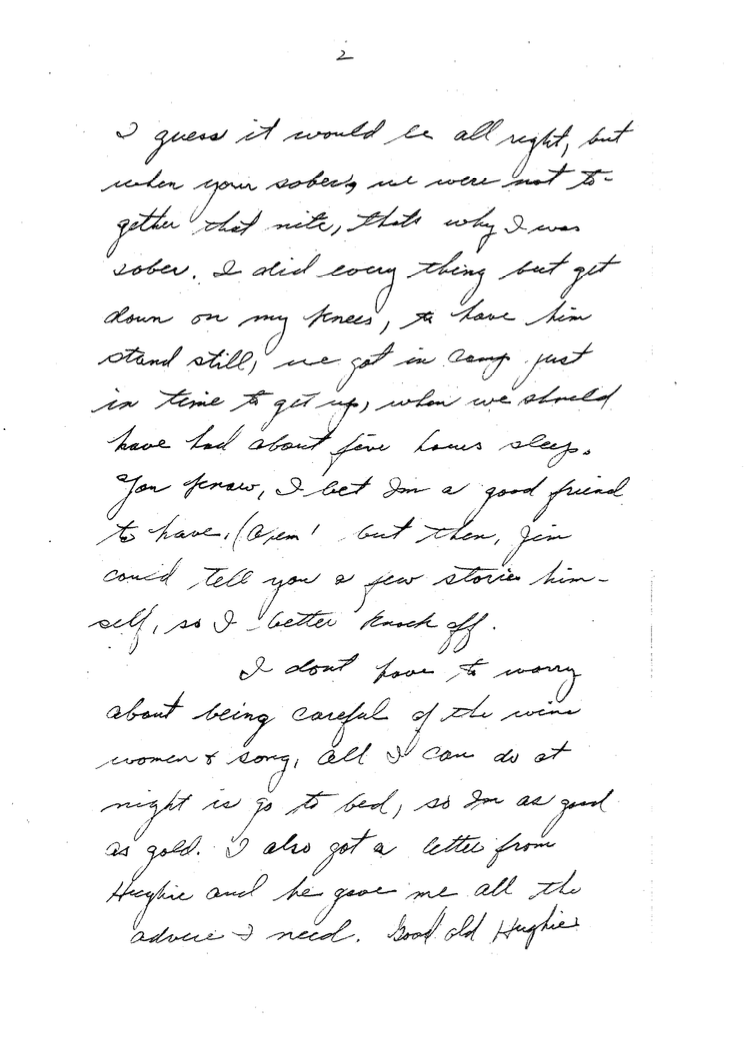 2
I guess it would be all right, but
when your sober, we were not to-
gether that nite, thats why I was
sober. I did every thing but get
down on my knees, to have him
stand still, we got in camp just
in time to get up, when we should
have had about five hours sleep.
You know, I bet Im a good friend
to have, ( but then, Jim
could tell you a few stories him-
self, so I better knock off.
I dont have to worry
about being careful of the wine
women & song, all I can do at
night is go to bed, so Im as good
as gold. I also got a letter from
Hughie and he gave me all the
advice I need. Good old Hughie